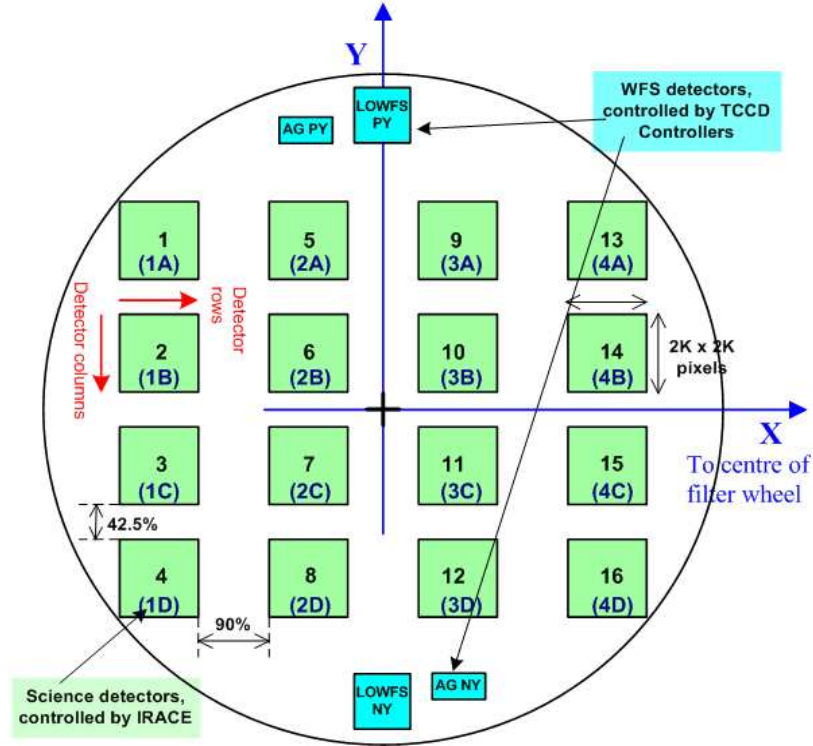 Y
LOWFS
PY
AG PY
WFS detectors,
controlled by TCCD
Controllers
1
(1A)
5
(2A)
9
(3A)
13
(4A)
Detector
rows
Detector columns
2
(1B)
6
(2B)
10
(3B)
14
(4B)
2K x 2K
pixels
X
To centre of
filter wheel
3
(1C)
7
(2C)
11
(3C)
15
(4C)
42.5%
4
(1D)
8
(2D)
12
(3D)
16
(4D)
90%
LOWFS
NY
AG NY
Science detectors,
controlled by IRACE